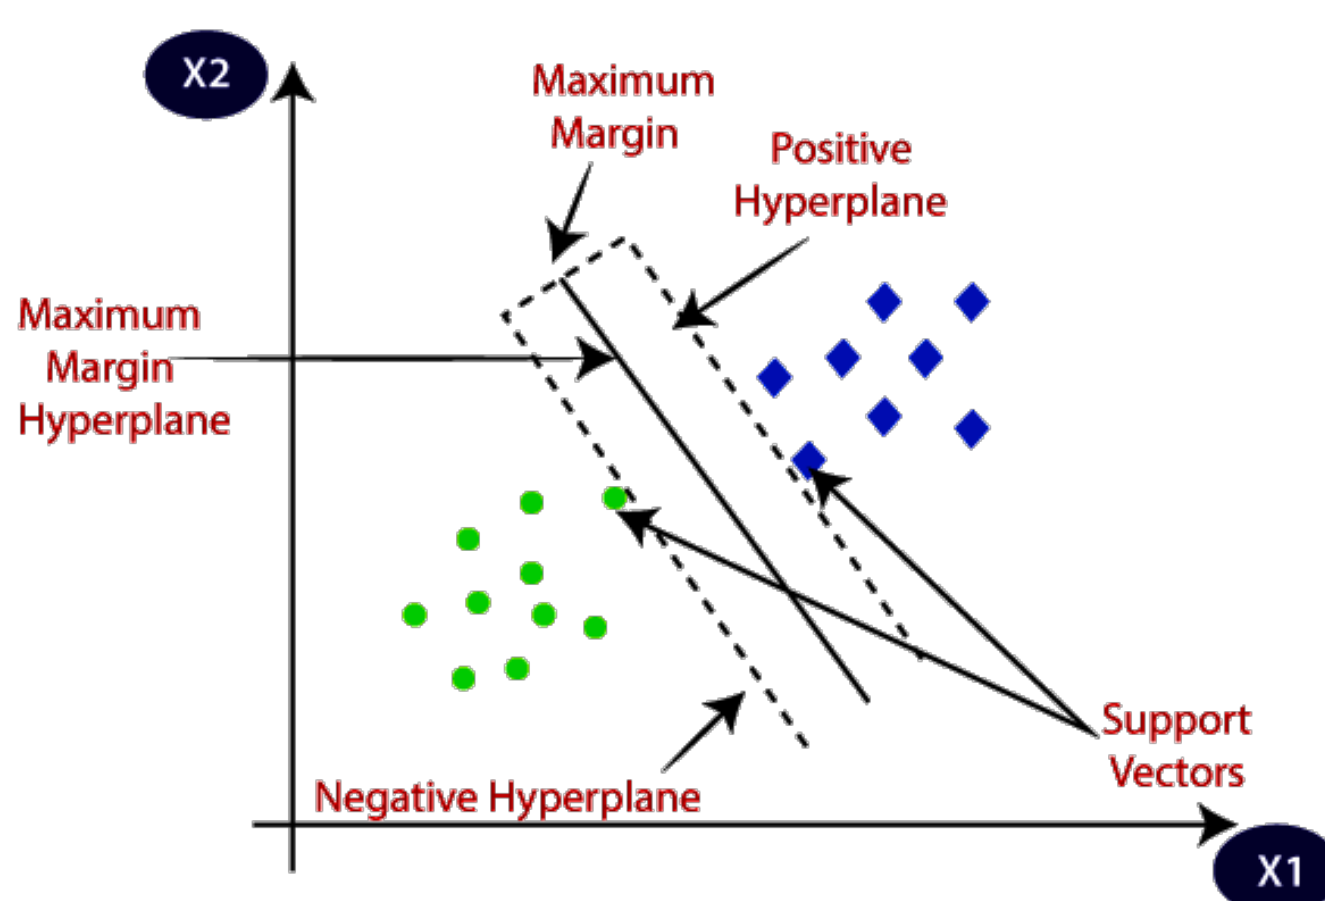 X2
Maximum
Margin
Positive
Hyperplane
Maximum
Margin
Hyperplane
Support
Vectors
Negative Hyperplane
X1